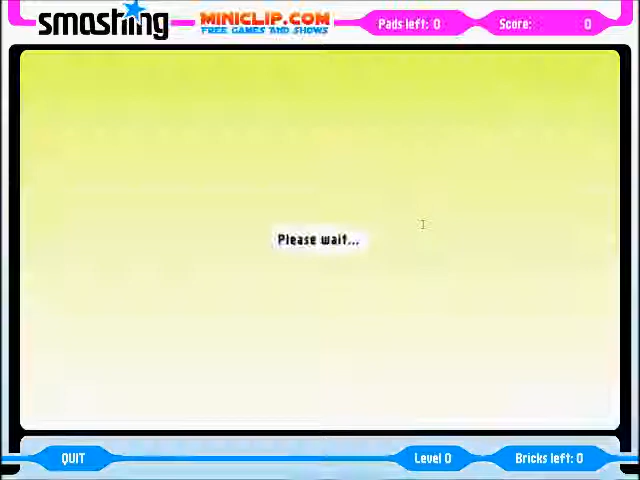 smashing
MINICLIP.COM
FREE GAMES AND SHOWS
Pads left: 0
Score: 0
Please wait...
QUIT
Level 0
Bricks left: 0